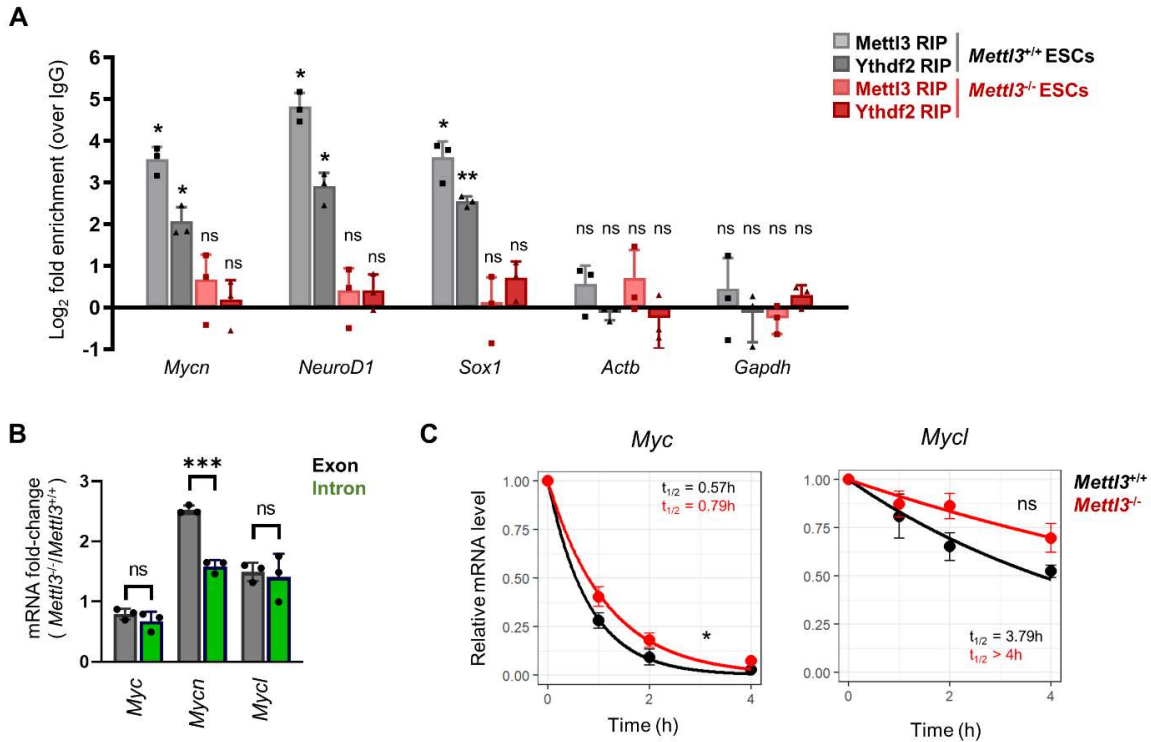 A
Mettl3 RIP
Ythdf2 RIP
Mettl3+/+ ESCs
Mettl3 RIP
Ythdf2 RIP
Mettl3-/- ESCs
Log2 fold enrichment (over IgG)
6
5
4
3
2
1
0
-1
* * ns ns
* * ns ns
* ** ns ns
ns ns ns ns
ns ns ns ns
Mycn NeuroD1 Sox1 Actb Gapdh
B
mRNA fold-change
(Mettl3-/-/Mettl3+/+)
3
2
1
0
ns *** ns
Exon
Intron
Myc Mycn Mycl
C
Myc
Relative mRNA level
1.00
0.75
0.50
0.25
0.00
t1/2 = 0.57h
t1/2 = 0.79h
*
0 2 4
Time (h)
Mycl
1.00
0.75
0.50
0.25
0.00
ns
t1/2 = 3.79h
t1/2 > 4h
0 2 4
Time (h)
Mettl3+/+
Mettl3-/-